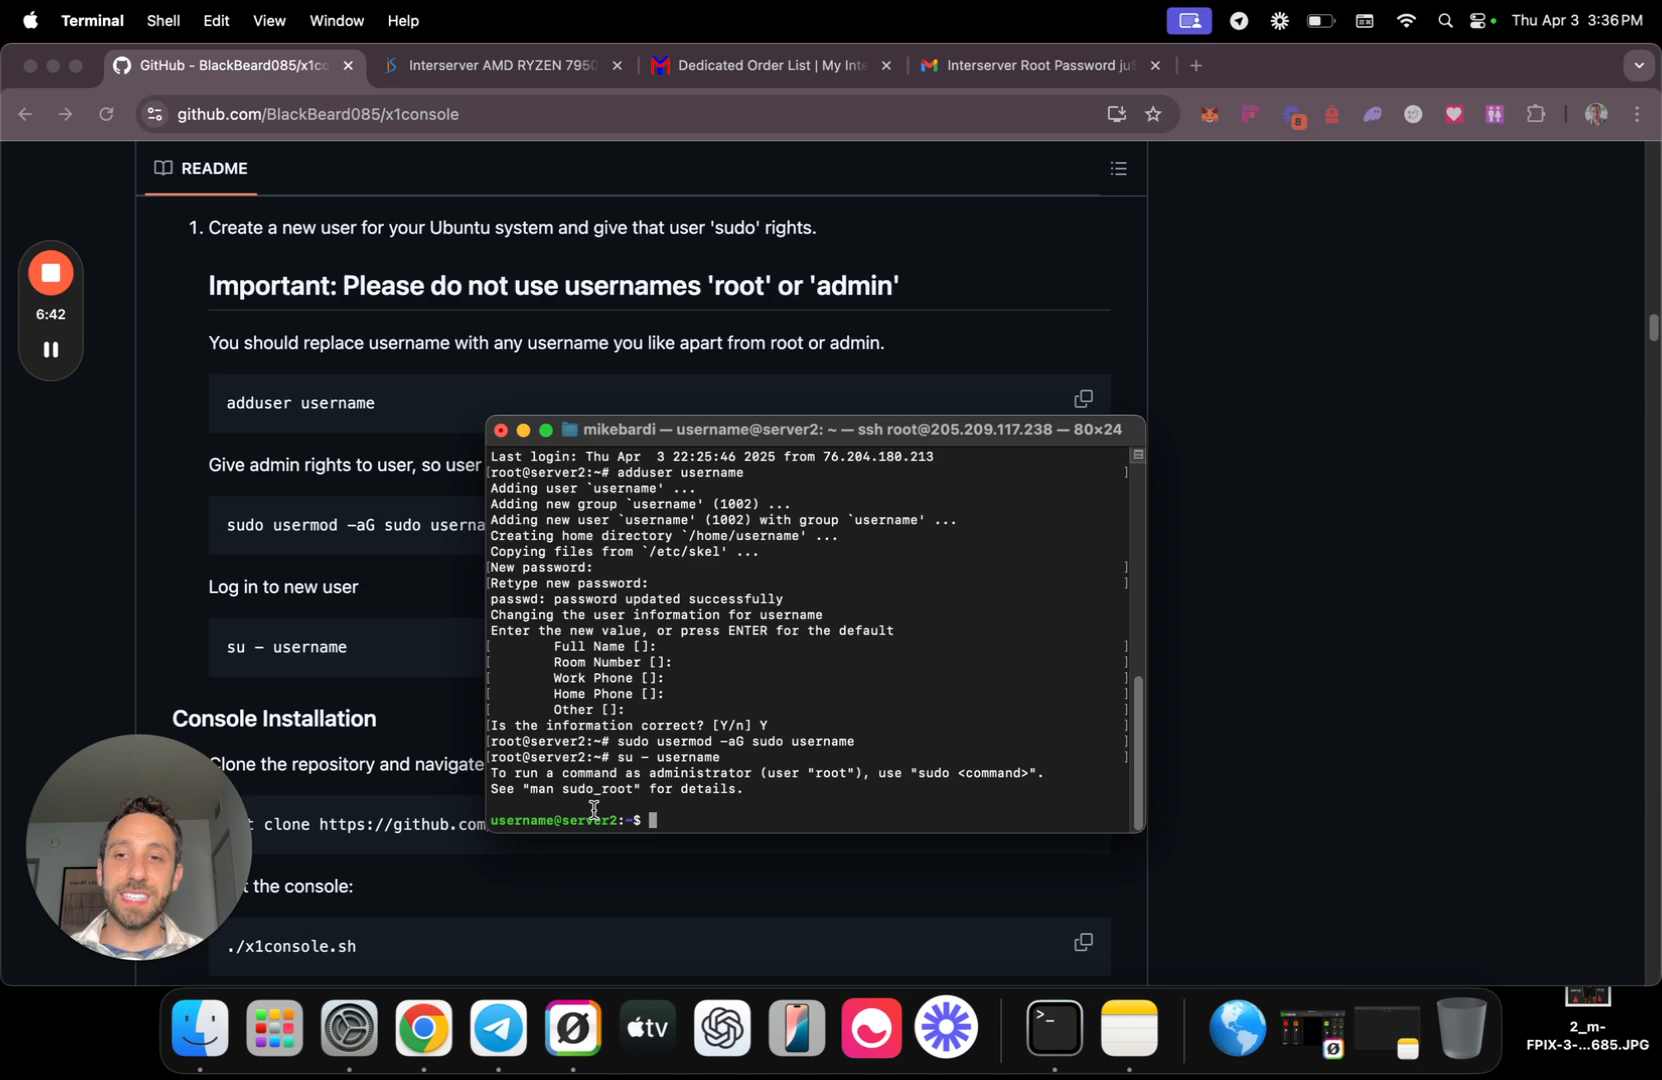 Terminal Shell Edit View Window Help
Thu Apr 3 3:36 PM
GitHub - BlackBeard085/x1co
Interserver AMD RYZEN 7950
Dedicated Order List | My Inte
Interserver Root Password ju
github.com/BlackBeard085/x1console
8
README
6:42
1. Create a new user for your Ubuntu system and give that user 'sudo' rights.
Important: Please do not use usernames 'root' or 'admin'
You should replace username with any username you like apart from root or admin.
adduser username
Give admin rights to user, so user
sudo usermod -aG sudo userna
Log in to new user
su - username
Console Installation
Clone the repository and navigate
t clone https://github.com
t the console:
./x1console.sh
mikebardi — username@server2: ~ — ssh root@205.209.117.238 — 80×24
Last login: Thu Apr  3 22:25:46 2025 from 76.204.180.213
[root@server2:~# adduser username ]
Adding user `username' ...
Adding new group `username' (1002) ...
Adding new user `username' (1002) with group `username' ...
Creating home directory `/home/username' ...
Copying files from `/etc/skel' ...
[New password: ]
[Retype new password: ]
passwd: password updated successfully
Changing the user information for username
Enter the new value, or press ENTER for the default
[ Full Name []: ]
[ Room Number []: ]
[ Work Phone []: ]
[ Home Phone []: ]
[ Other []: ]
[Is the information correct? [Y/n] Y ]
[root@server2:~# sudo usermod -aG sudo username ]
[root@server2:~# su - username ]
To run a command as administrator (user "root"), use "sudo <command>".
See "man sudo_root" for details.
username@server2:~$
tv
2_m-
FPIX-3-...685.JPG